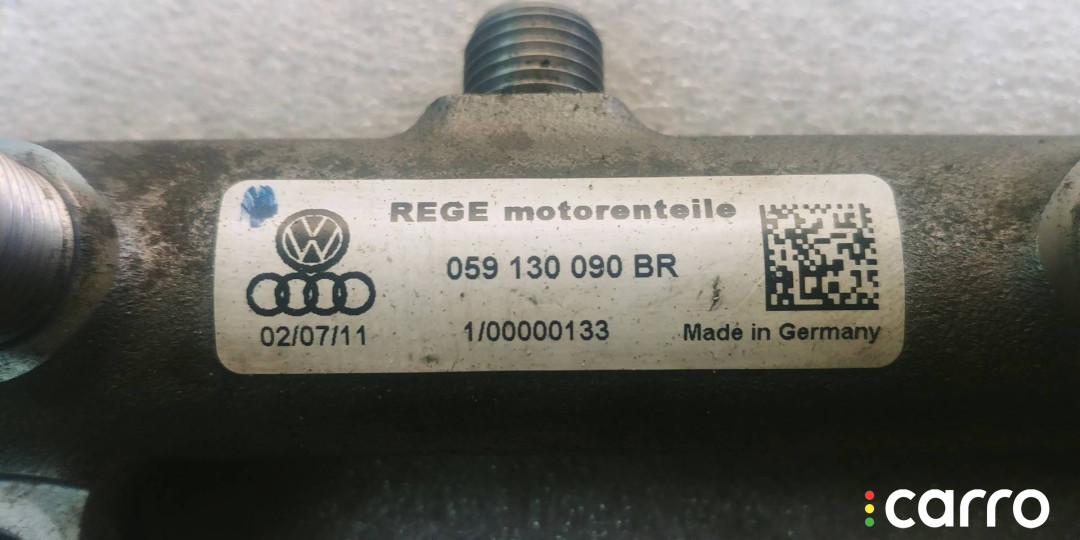 REGE motorenteile
059 130 090 BR
02/07/11
1/00000133
Made in Germany
carro